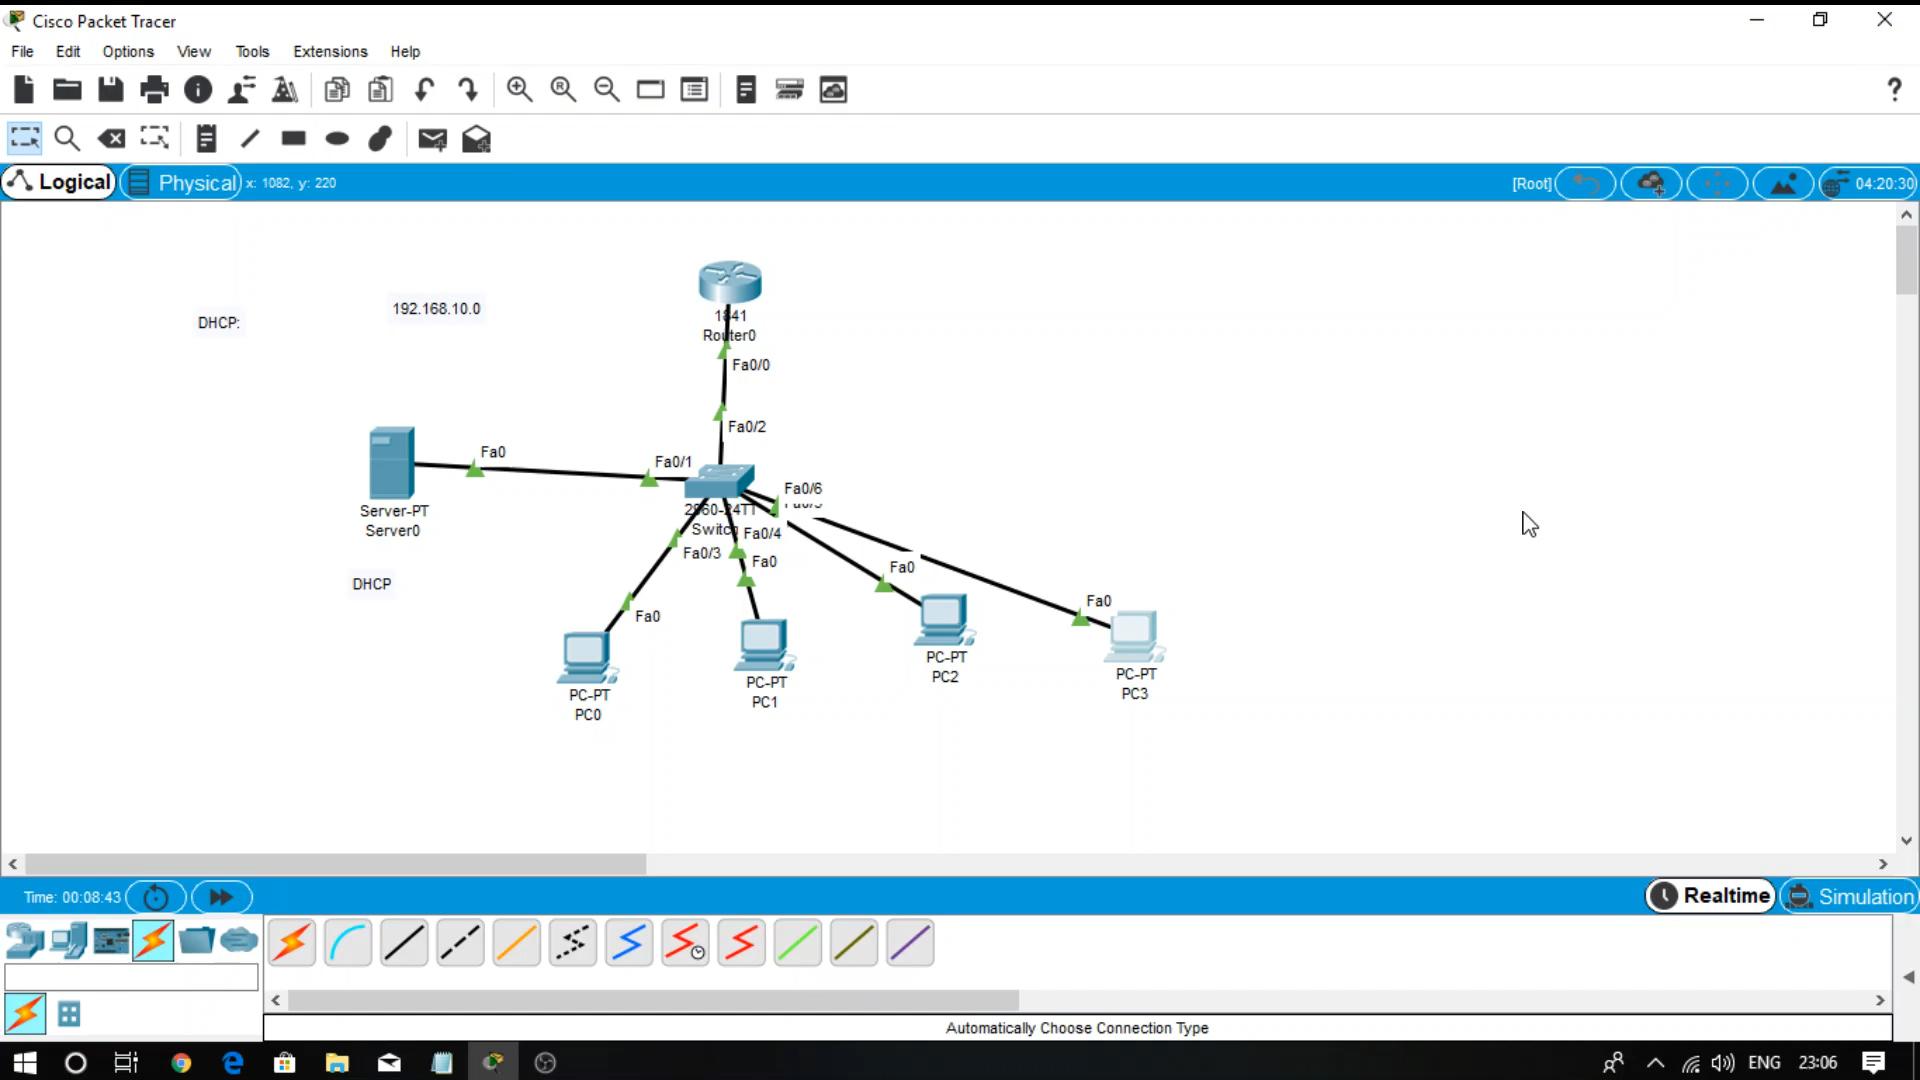 Cisco Packet Tracer
File Edit Options View Tools Extensions Help
Logical Physical x: 1082, y: 220 [Root] 04:20:30
192.168.10.0
DHCP:
1841
Router0
Fa0/0
Fa0/2
Fa0 Fa0/1
Fa0/6
Server-PT
Server0
2960-24TT
Fa0/4
Fa0/3
Fa0
Fa0
DHCP
Fa0
Fa0
PC-PT
PC2
PC-PT
PC3
PC-PT
PC1
PC-PT
PC0
Time: 00:08:43 Realtime Simulation
Automatically Choose Connection Type
ENG 23:06